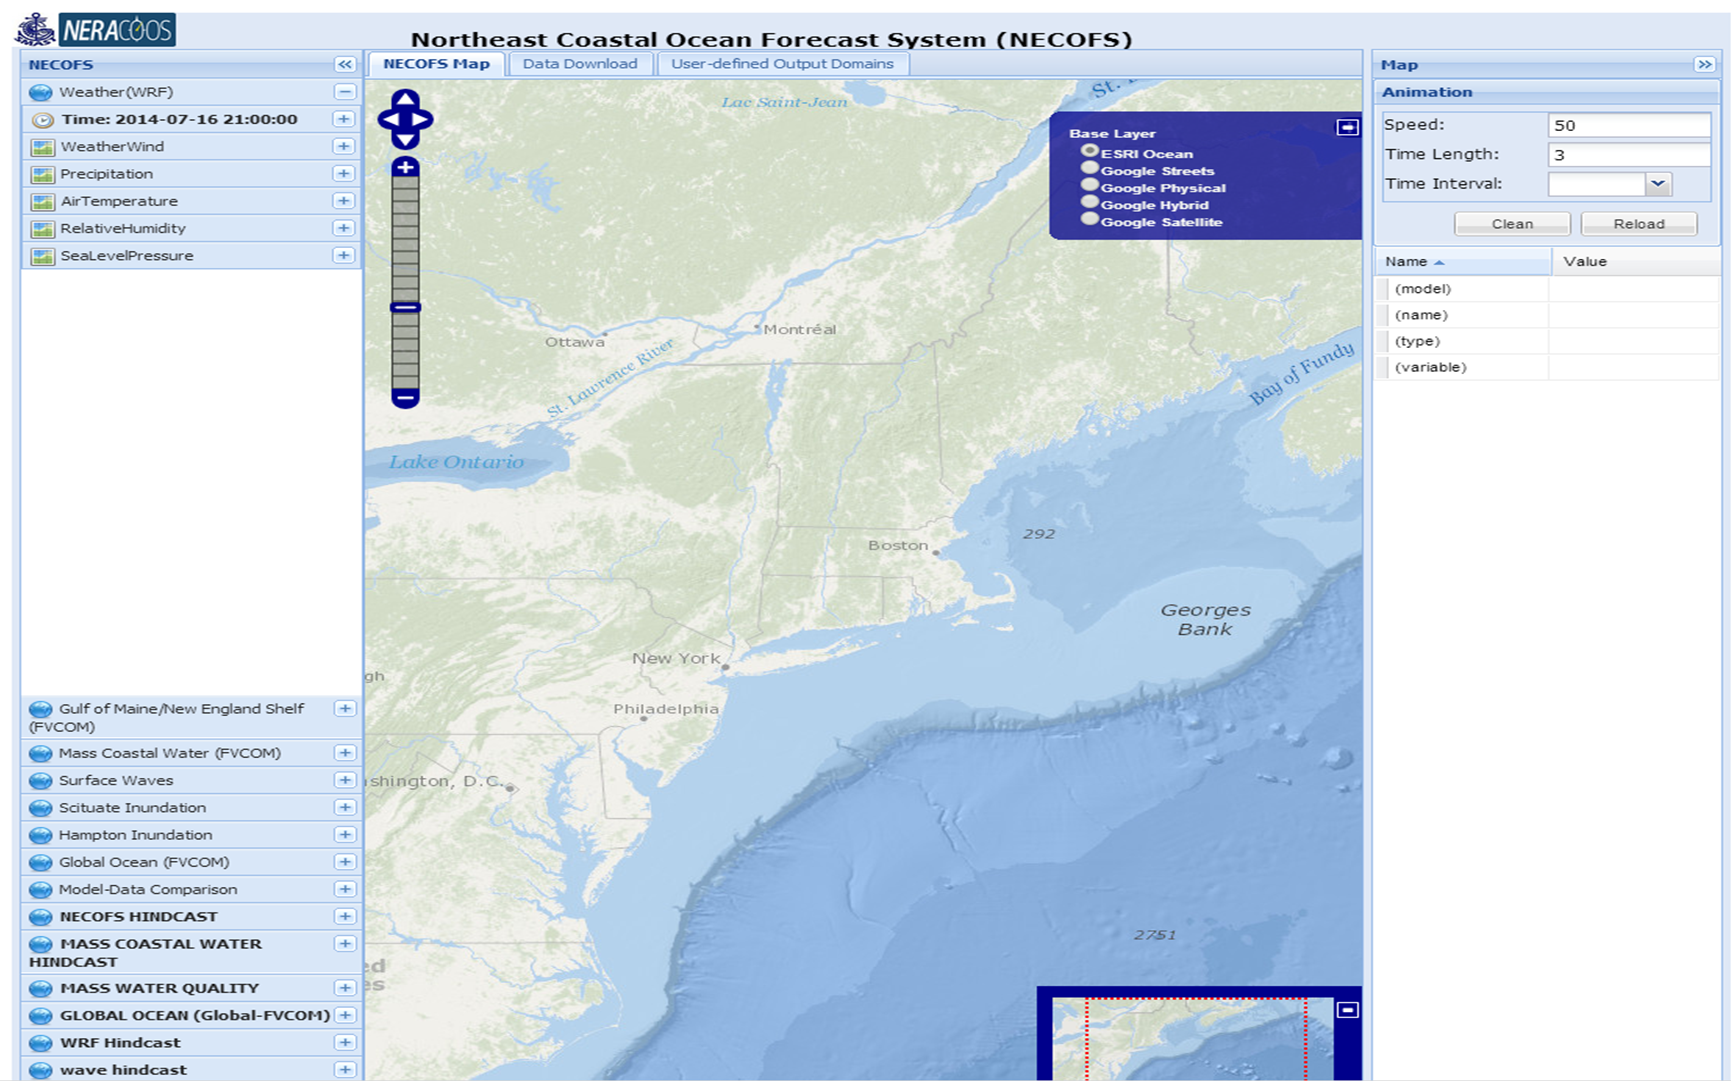 SMAST NERACOOS
Northeast Coastal Ocean Forecast System (NECOFS)
NECOFS
Weather(WRF)
Time: 2014-07-16 21:00:00
WeatherWind
Precipitation
AirTemperature
RelativeHumidity
SeaLevelPressure
Gulf of Maine/New England Shelf
(FVCOM)
Mass Coastal Water (FVCOM)
Surface Waves
Scituate Inundation
Hampton Inundation
Global Ocean (FVCOM)
Model-Data Comparison
NECOFS HINDCAST
MASS COASTAL WATER
HINDCAST
MASS WATER QUALITY
GLOBAL OCEAN (Global-FVCOM)
WRF Hindcast
wave hindcast
NECOFS Map
Data Download
User-defined Output Domains
Lac Saint-Jean
St. L
Base Layer
ESRI Ocean
Google Streets
Google Physical
Google Hybrid
Google Satellite
Montréal
Ottawa
St. Lawrence River
Bay of Fundy
Lake Ontario
292
Boston
Georges
Bank
New York
gh
Philadelphia
ashington, D.C.
2751
ed
es
Map
Animation
Speed: 50
Time Length: 3
Time Interval:
Clean Reload
Name Value
(model)
(name)
(type)
(variable)